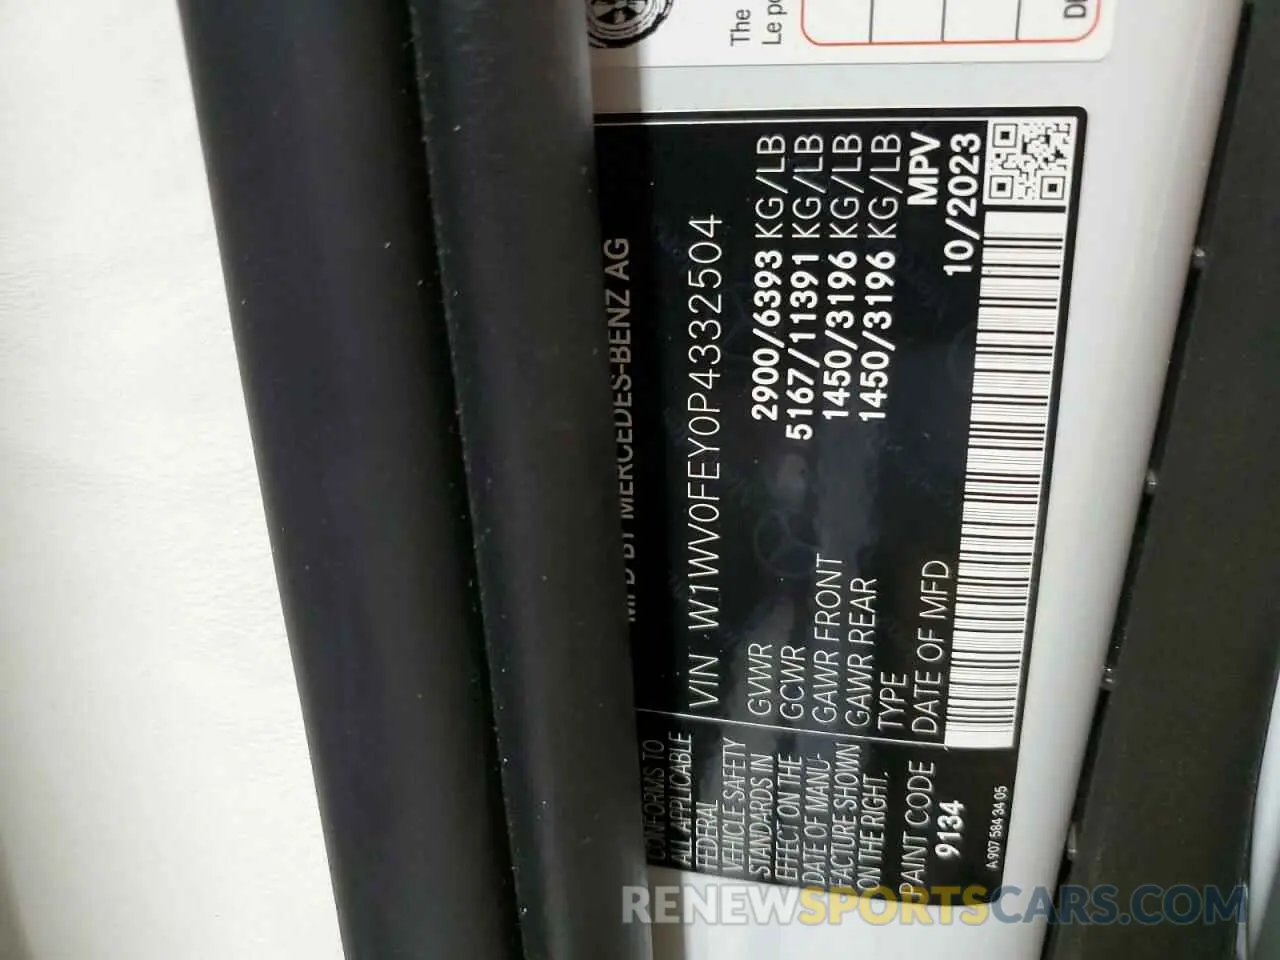 The
Le
MFD BY MERCEDES-BENZ AG
VIN W1WV0FEY0P4332504
GVWR 2900/6393 KG/LB
GCWR 5167/11391 KG/LB
GAWR FRONT 1450/3196 KG/LB
GAWR REAR 1450/3196 KG/LB
TYPE MPV
DATE OF MFD 10/2023
CONFORMS TO
ALL APPLICABLE
FEDERAL
VEHICLE-SAFETY
STANDARDS IN
EFFECT ON THE
DATE OF MANU-
FACTURE SHOWN
ON THE RIGHT.
PAINT CODE
9134
A 907 584 34 05
RENEWSPORTSCARS.COM